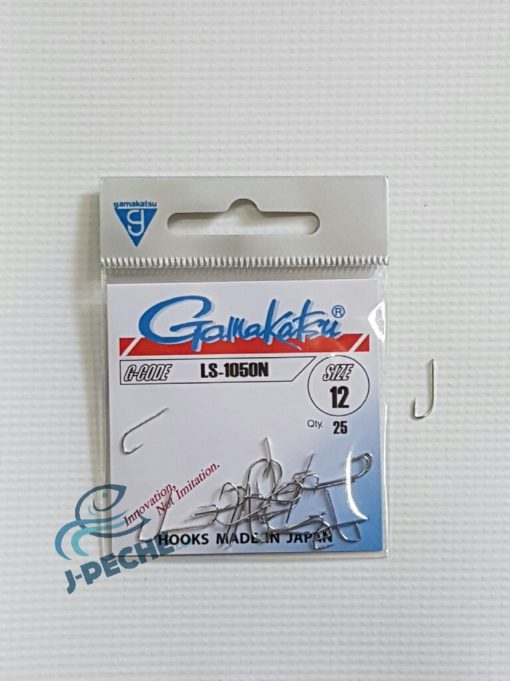 gamakatsu
g
Gamakatsu®
G-CODE LS-1050N
SIZE
12
Qty. 25
Innovation,
Not Imitation.
HOOKS MADE IN JAPAN
J-PECHE